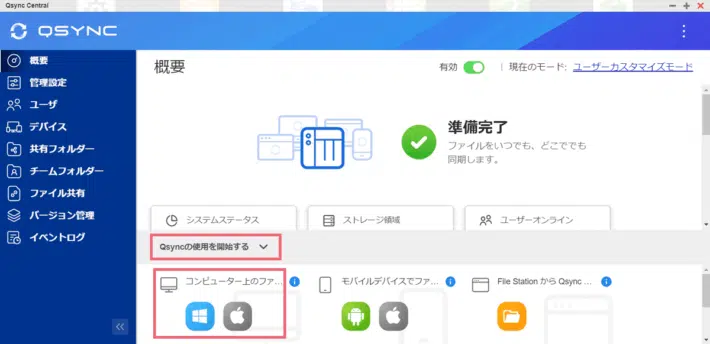 Qsync Central
QSYNC
概要
管理設定
ユーザ
デバイス
共有フォルダー
チームフォルダー
ファイル共有
バージョン管理
イベントログ
概要
有効
現在のモード: ユーザーカスタマイズモード
準備完了
ファイルをいつでも、どこででも
同期します。
システムステータス
ストレージ領域
ユーザーオンライン
Qsyncの使用を開始する
コンピューター上のファ...
モバイルデバイスでファ...
File Station から Qsync ...